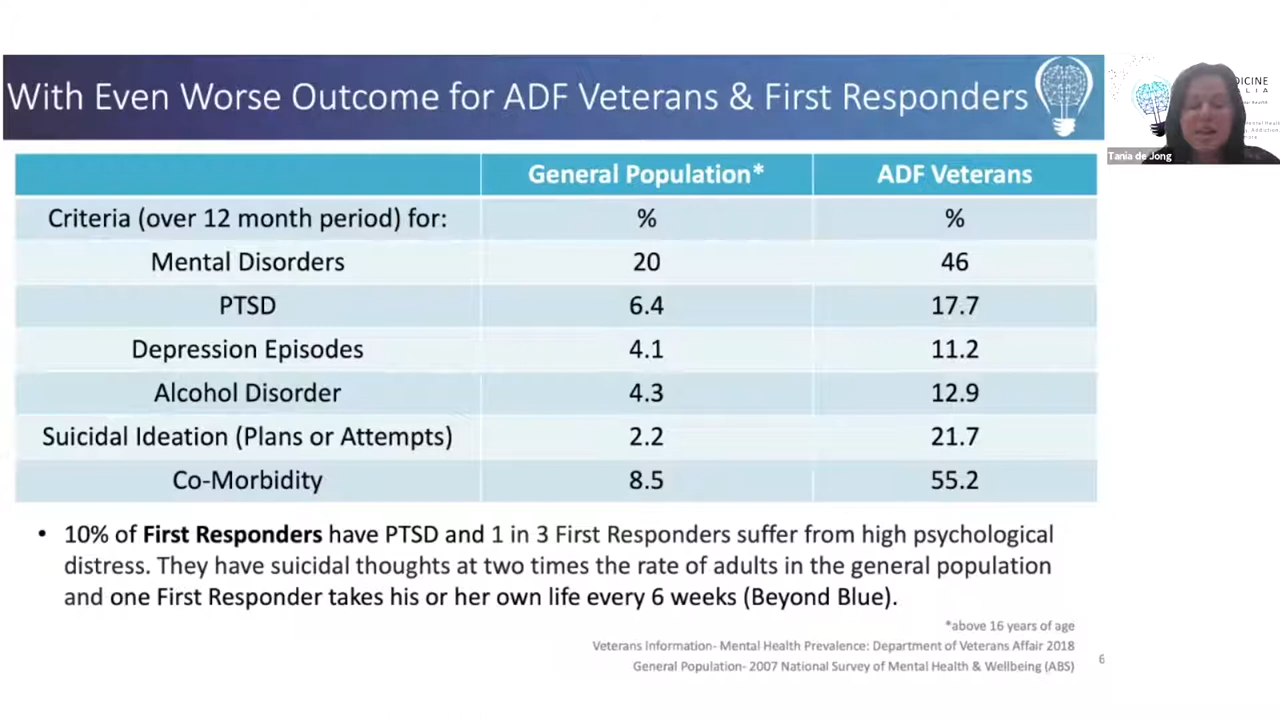 With Even Worse Outcome for ADF Veterans & First Responders
DICINE
LIA
Tania de Jong
General Population* ADF Veterans
Criteria (over 12 month period) for: % %
Mental Disorders 20 46
PTSD 6.4 17.7
Depression Episodes 4.1 11.2
Alcohol Disorder 4.3 12.9
Suicidal Ideation (Plans or Attempts) 2.2 21.7
Co-Morbidity 8.5 55.2
• 10% of First Responders have PTSD and 1 in 3 First Responders suffer from high psychological
distress. They have suicidal thoughts at two times the rate of adults in the general population
and one First Responder takes his or her own life every 6 weeks (Beyond Blue).
*above 16 years of age
Veterans Information- Mental Health Prevalence: Department of Veterans Affair 2018
General Population- 2007 National Survey of Mental Health & Wellbeing (ABS)
6